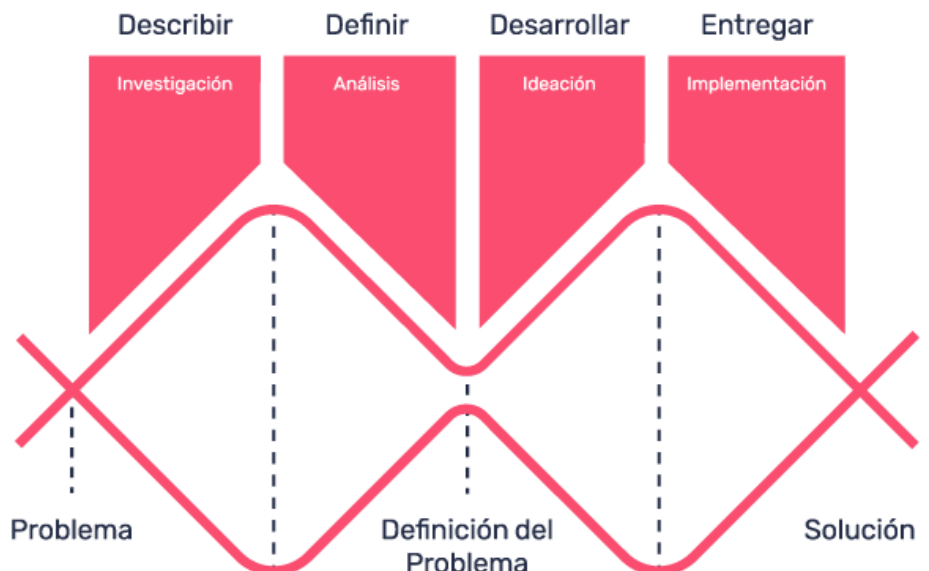 Describir
Definir
Desarrollar
Entregar
Investigación
Análisis
Ideación
Implementación
Problema
Definición del
Problema
Solución